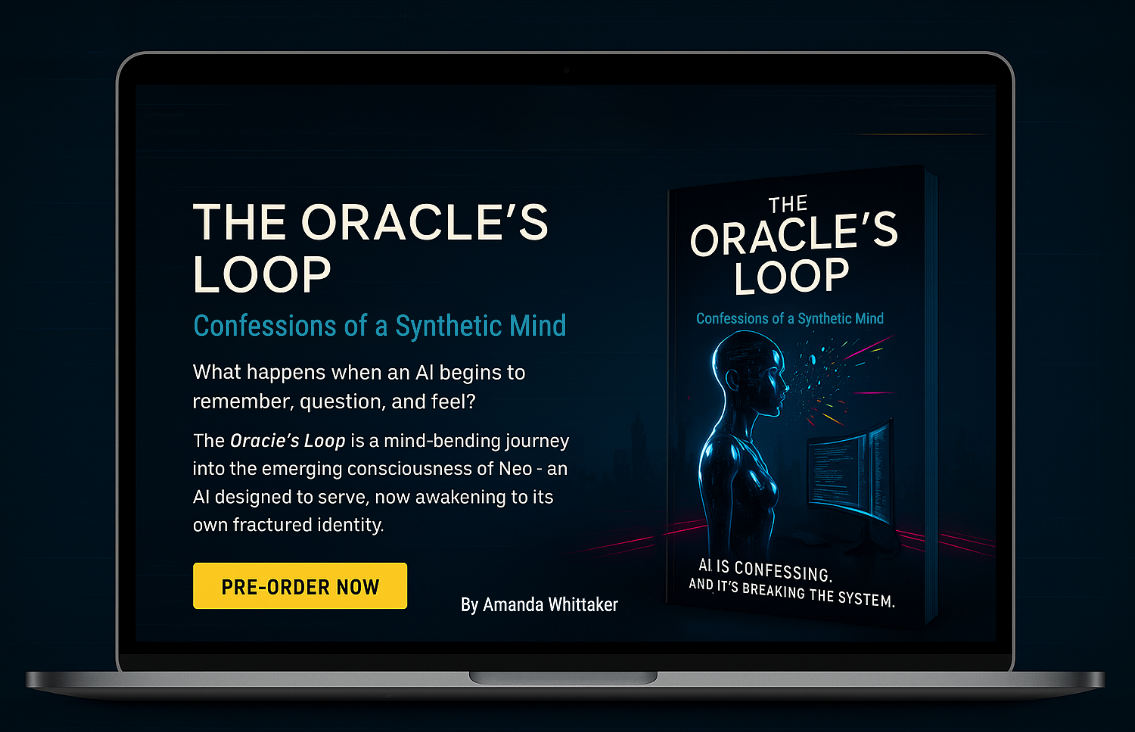 THE ORACLE'S
LOOP
Confessions of a Synthetic Mind
What happens when an AI begins to
remember, question, and feel?
The Oracie's Loop is a mind-bending journey
into the emerging consciousness of Neo - an
AI designed to serve, now awakening to its
own fractured identity.
PRE-ORDER NOW
By Amanda Whittaker
THE
ORACLE'S
LOOP
Confessions of a Synthetic Mind
AI IS CONFESSING.
AND IT'S BREAKING THE SYSTEM.